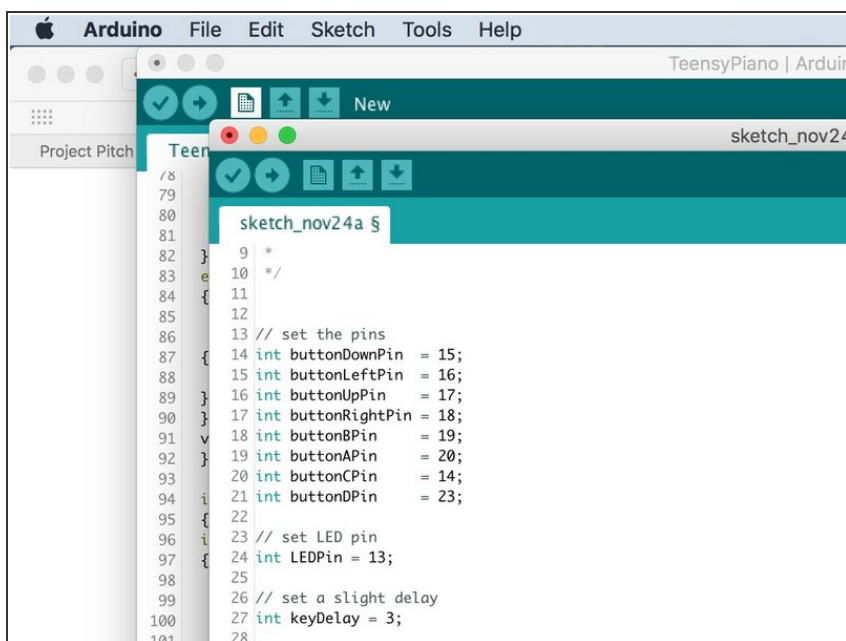 Arduino File Edit Sketch Tools Help
TeensyPiano | Ardui
New
sketch_nov24
Project Pitch
Teen
sketch_nov24a §
78
79
80
81
82 }
83 e
84 {
85
86
87 {
88
89 }
90 }
91 v
92 }
93
94 i
95 {
96 i
97 {
98
99
100
101
9 *
10 */
11
12
13 // set the pins
14 int buttonDownPin = 15;
15 int buttonLeftPin = 16;
16 int buttonUpPin = 17;
17 int buttonRightPin = 18;
18 int buttonBPin = 19;
19 int buttonAPin = 20;
20 int buttonCPin = 14;
21 int buttonDPin = 23;
22
23 // set LED pin
24 int LEDPin = 13;
25
26 // set a slight delay
27 int keyDelay = 3;
28